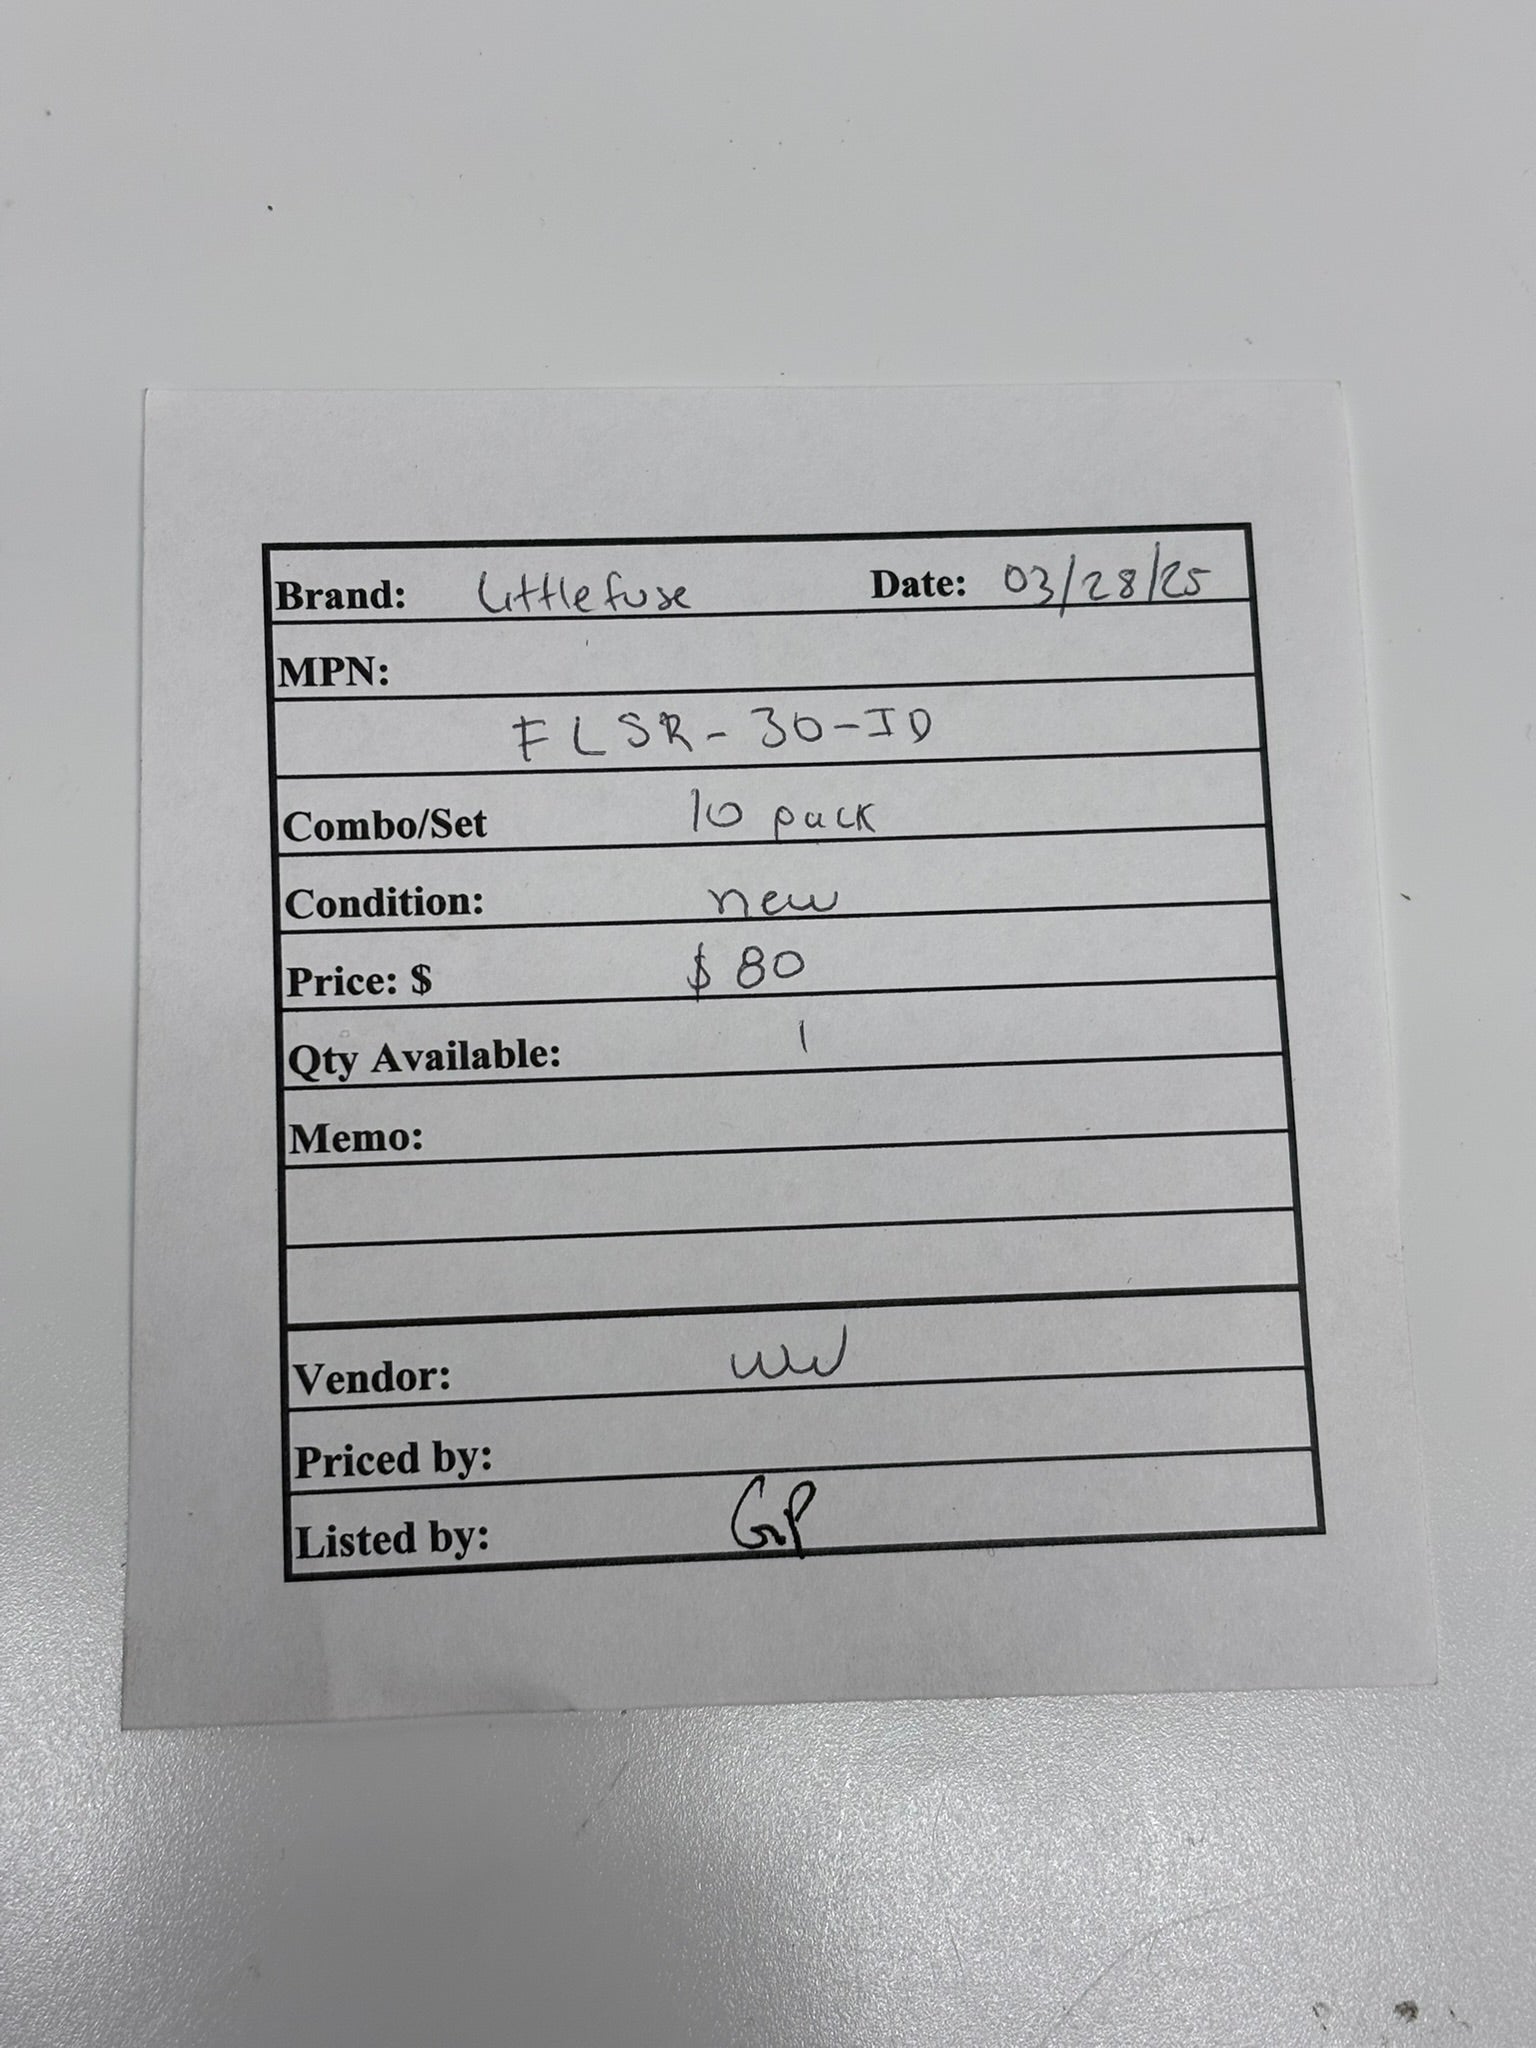 Brand: Littlefuse Date: 03/28/25
MPN:
FLSR-30-ID
Combo/Set 10 pack
Condition: new
Price: $ $80
Qty Available: 1
Memo:
Vendor: WW
Priced by:
Listed by: GP